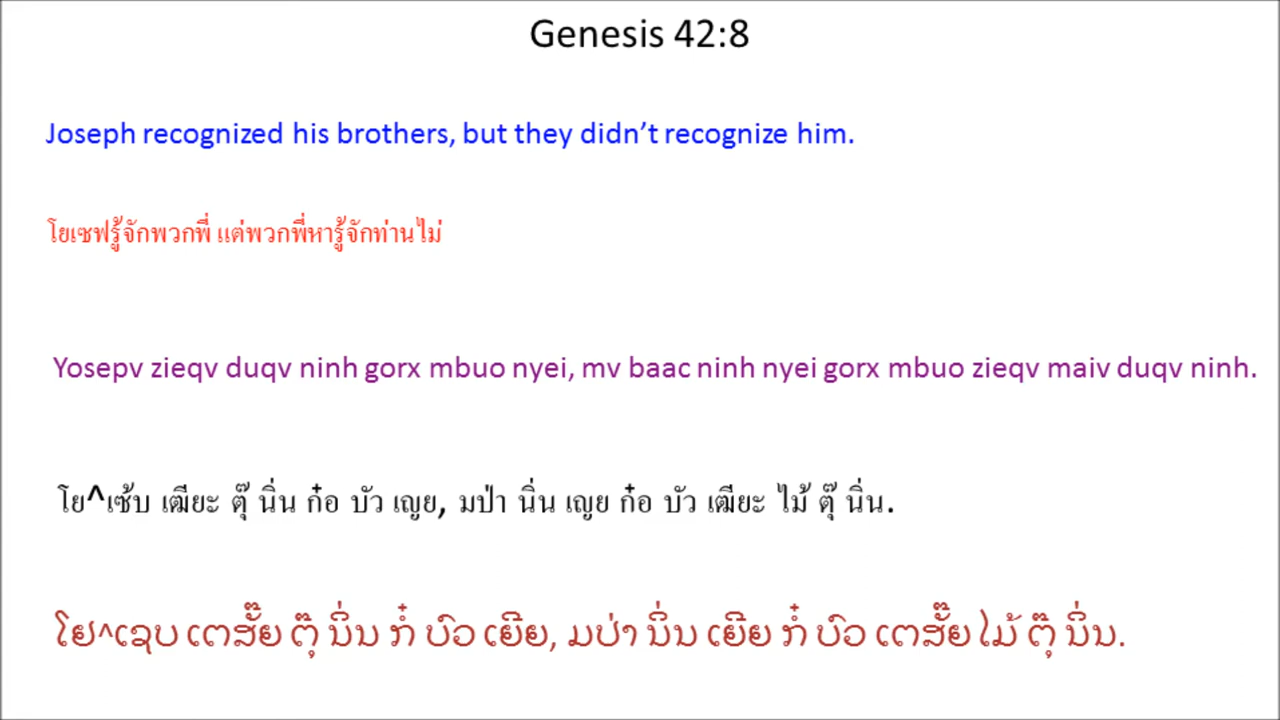 Genesis 42:8
Joseph recognized his brothers, but they didn’t recognize him.
โยเซฟรู้จักพวกพี่ แต่พวกพี่หารู้จักท่านไม่
Yosepv zieqv duqv ninh gorx mbuo nyei, mv baac ninh nyei gorx mbuo zieqv maiv duqv ninh.
โย^เซ้บ เฒียะ ตุ๊ นิ่น ก๋อ บัว เญย, มป่า นิ่น เญย ก๋อ บัว เฒียะ ไม้ ตุ๊ นิ่น.
ໂຢ^ເຊບ ເຕສັ໊ຍ ຕຸ໊ ນິ່ນ ກໍ໋ ບົວ ເຍີຍ, ມປ່າ ນິ່ນ ເຍີຍ ກໍ໋ ບົວ ເຕສັ໊ຍ ໄມ້ ຕຸ໊ ນິ່ນ.